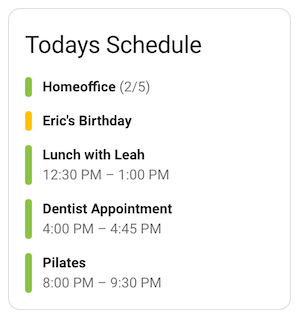 Todays Schedule
Homeoffice (2/5)
Eric's Birthday
Lunch with Leah
12:30 PM – 1:00 PM
Dentist Appointment
4:00 PM – 4:45 PM
Pilates
8:00 PM – 9:30 PM